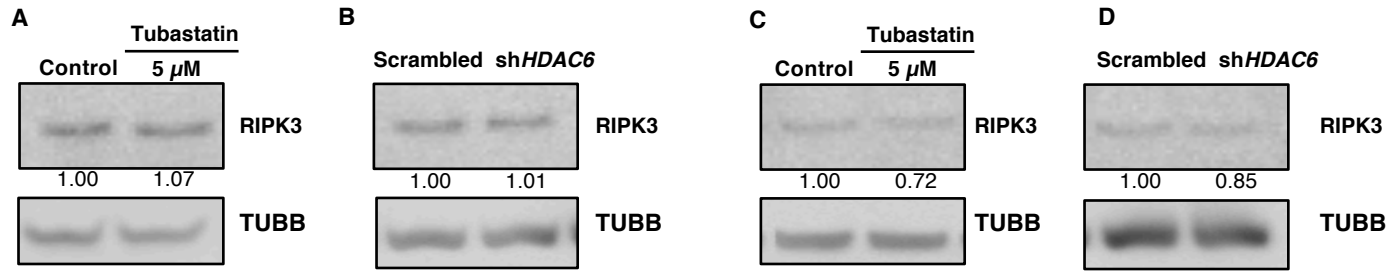 A
Tubastatin
Control 5 µM
RIPK3
1.00 1.07
TUBB
B
Scrambled shHDAC6
RIPK3
1.00 1.01
TUBB
C
Tubastatin
Control 5 µM
RIPK3
1.00 0.72
TUBB
D
Scrambled shHDAC6
RIPK3
1.00 0.85
TUBB